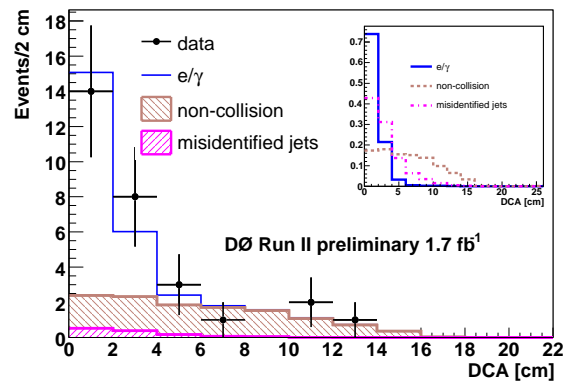 Events/2 cm
18
16
14
12
10
8
6
4
2
0
data
e/γ
non-collision
misidentified jets
0.7
0.6
0.5
0.4
0.3
0.2
0.1
0
e/γ
non-collision
misidentified jets
0 5 10 15 20 25
DCA [cm]
DØ Run II preliminary 1.7 fb-1
0 2 4 6 8 10 12 14 16 18 20 22
DCA [cm]